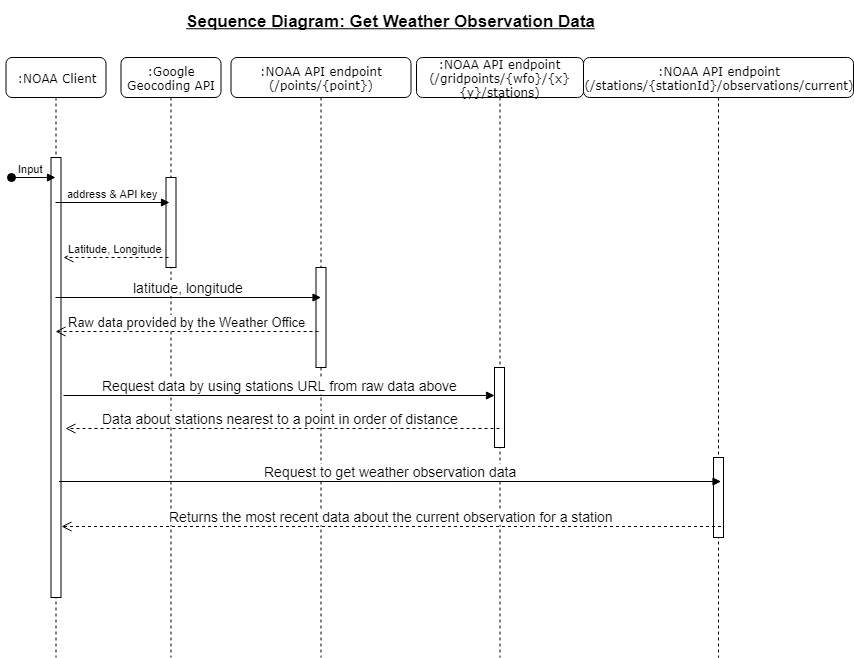 Sequence Diagram: Get Weather Observation Data
:NOAA Client
:Google
Geocoding API
:NOAA API endpoint
(/points/{point})
:NOAA API endpoint
(/gridpoints/{wfo}/{x}
{y}/stations)
:NOAA API endpoint
(/stations/{stationId}/observations/current)
Input
address & API key
Latitude, Longitude
latitude, longitude
Raw data provided by the Weather Office
Request data by using stations URL from raw data above
Data about stations nearest to a point in order of distance
Request to get weather observation data
Returns the most recent data about the current observation for a station